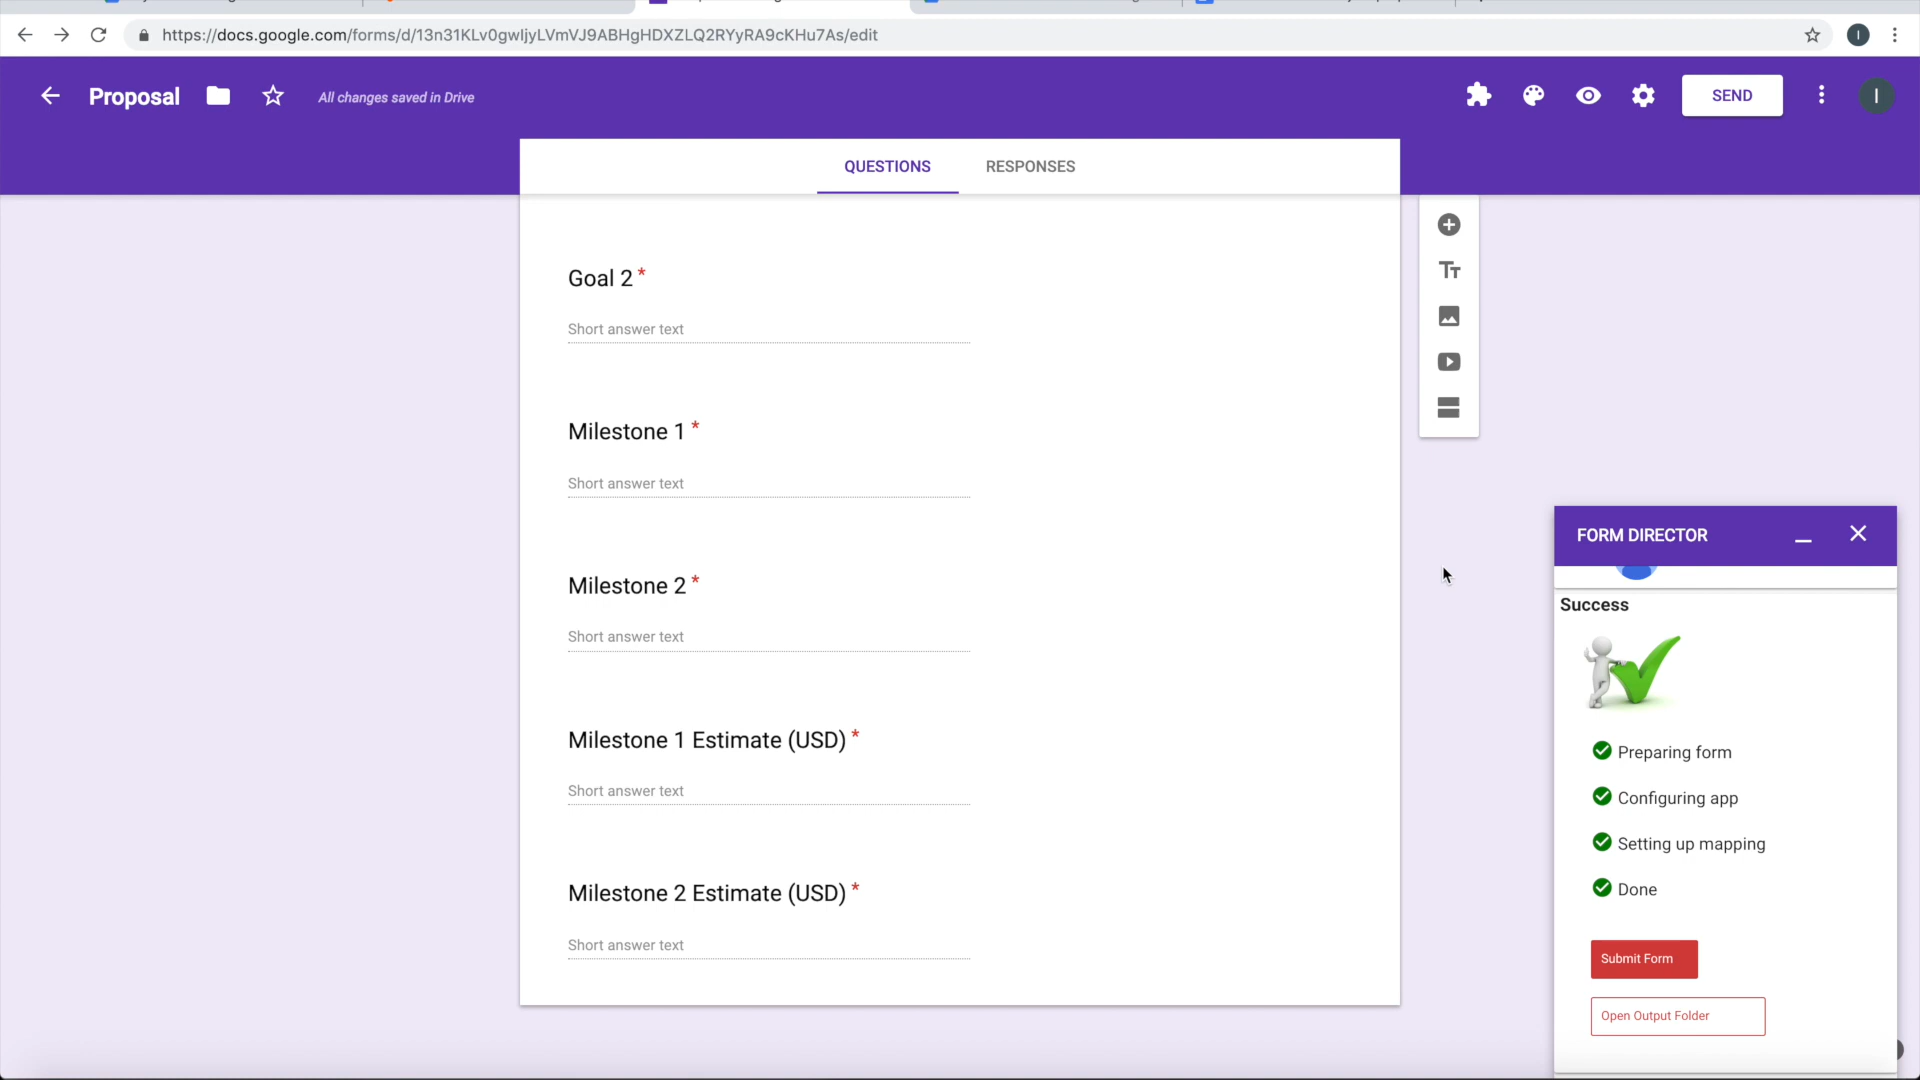 https://docs.google.com/forms/d/13n31KLv0gwIjyLVmVJ9ABHgHDXZLQ2RYyRA9cKHu7As/edit
I
Proposal
All changes saved in Drive
SEND
I
QUESTIONS
RESPONSES
Goal 2 *
Short answer text
Milestone 1 *
Short answer text
Milestone 2 *
Short answer text
Milestone 1 Estimate (USD) *
Short answer text
Milestone 2 Estimate (USD) *
Short answer text
Tт
FORM DIRECTOR
Success
Preparing form
Configuring app
Setting up mapping
Done
Submit Form
Open Output Folder